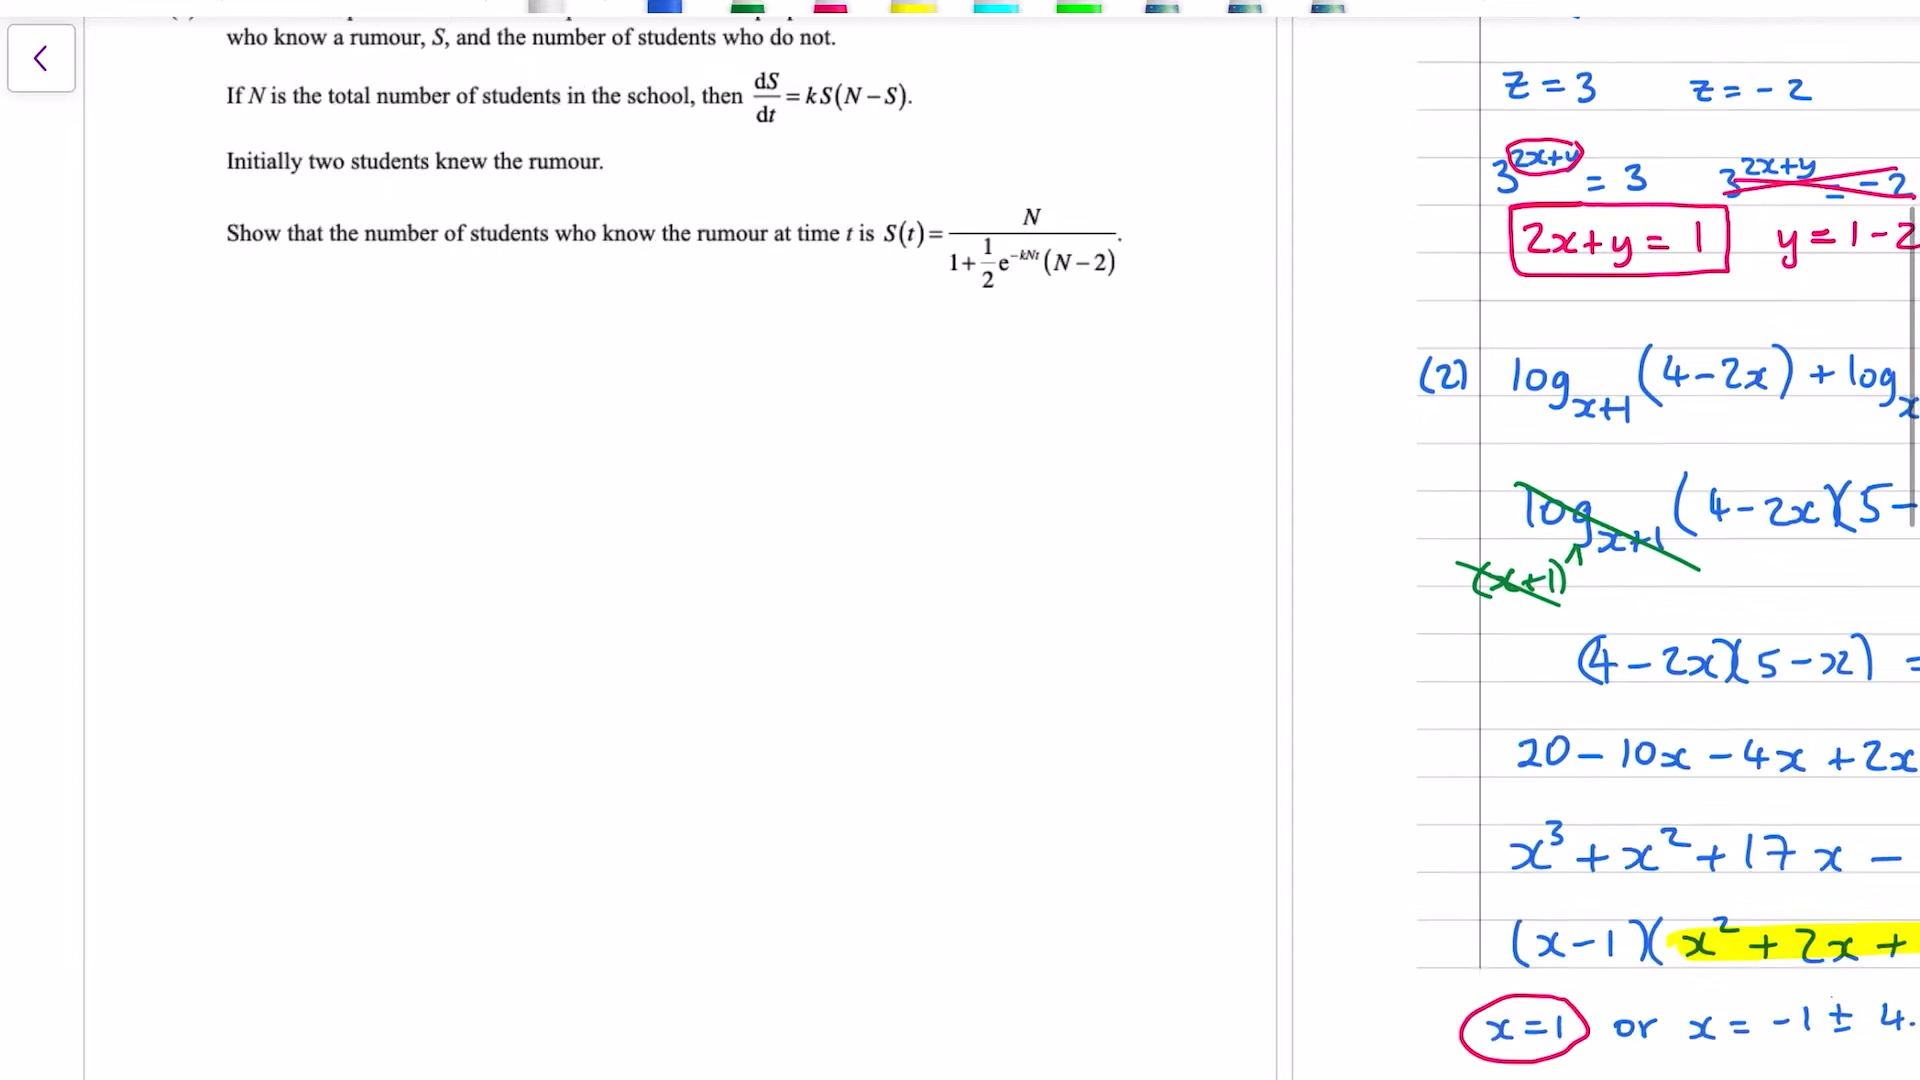 who know a rumour, S, and the number of students who do not.
If N is the total number of students in the school, then dS/dt = kS(N−S).
Initially two students knew the rumour.
Show that the number of students who know the rumour at time t is S(t) = N/(1+1/2 e^−kNt (N−2)).
z = 3 z = −2
3^2x+y = 3 3^2x+y = −2
2x+y = 1 y = 1−2
(2) log x+1 (4−2x) + log x
log x+1 (4−2x)(5−
(x+1)^
(4−2x)(5−x) =
20 − 10x − 4x + 2x
x³ + x² + 17x −
(x−1)(x² + 2x +
x=1 or x = −1 ± 4.